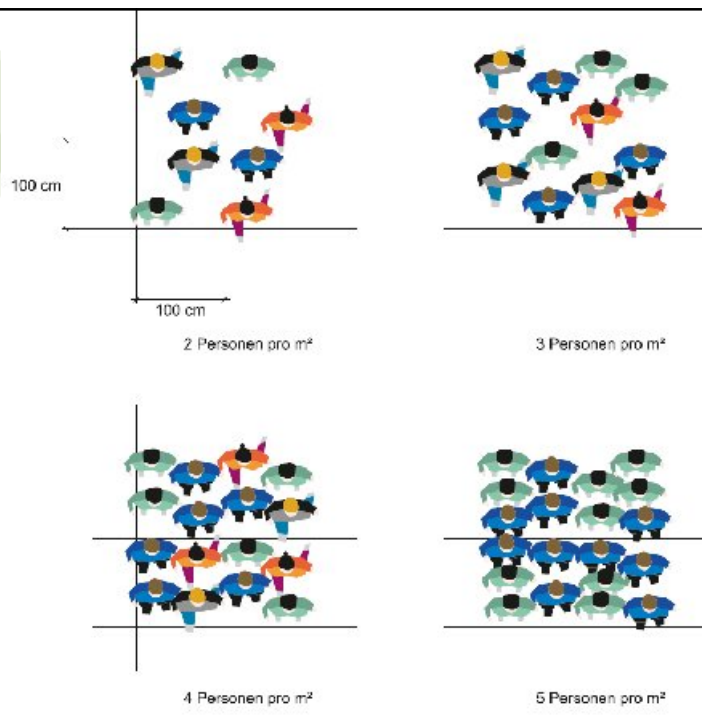 100 cm
100 cm
2 Personen pro m²
3 Personen pro m²
4 Personen pro m²
5 Personen pro m²